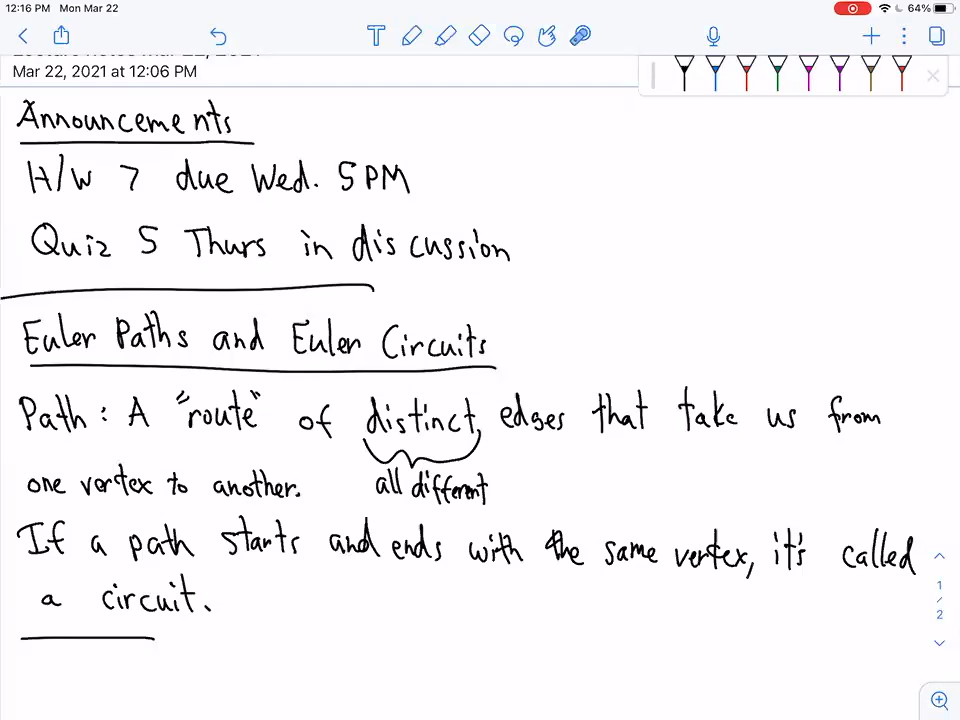 12:16 PM Mon Mar 22
64%
Mar 22, 2021 at 12:06 PM
Announcements
H/W 7 due Wed. 5PM
Quiz 5 Thurs in discussion
Euler Paths and Euler Circuits
Path: A "route" of distinct edges that take us from
one vertex to another. all different
If a path starts and ends with the same vertex, it's called
a circuit.
1
/
2